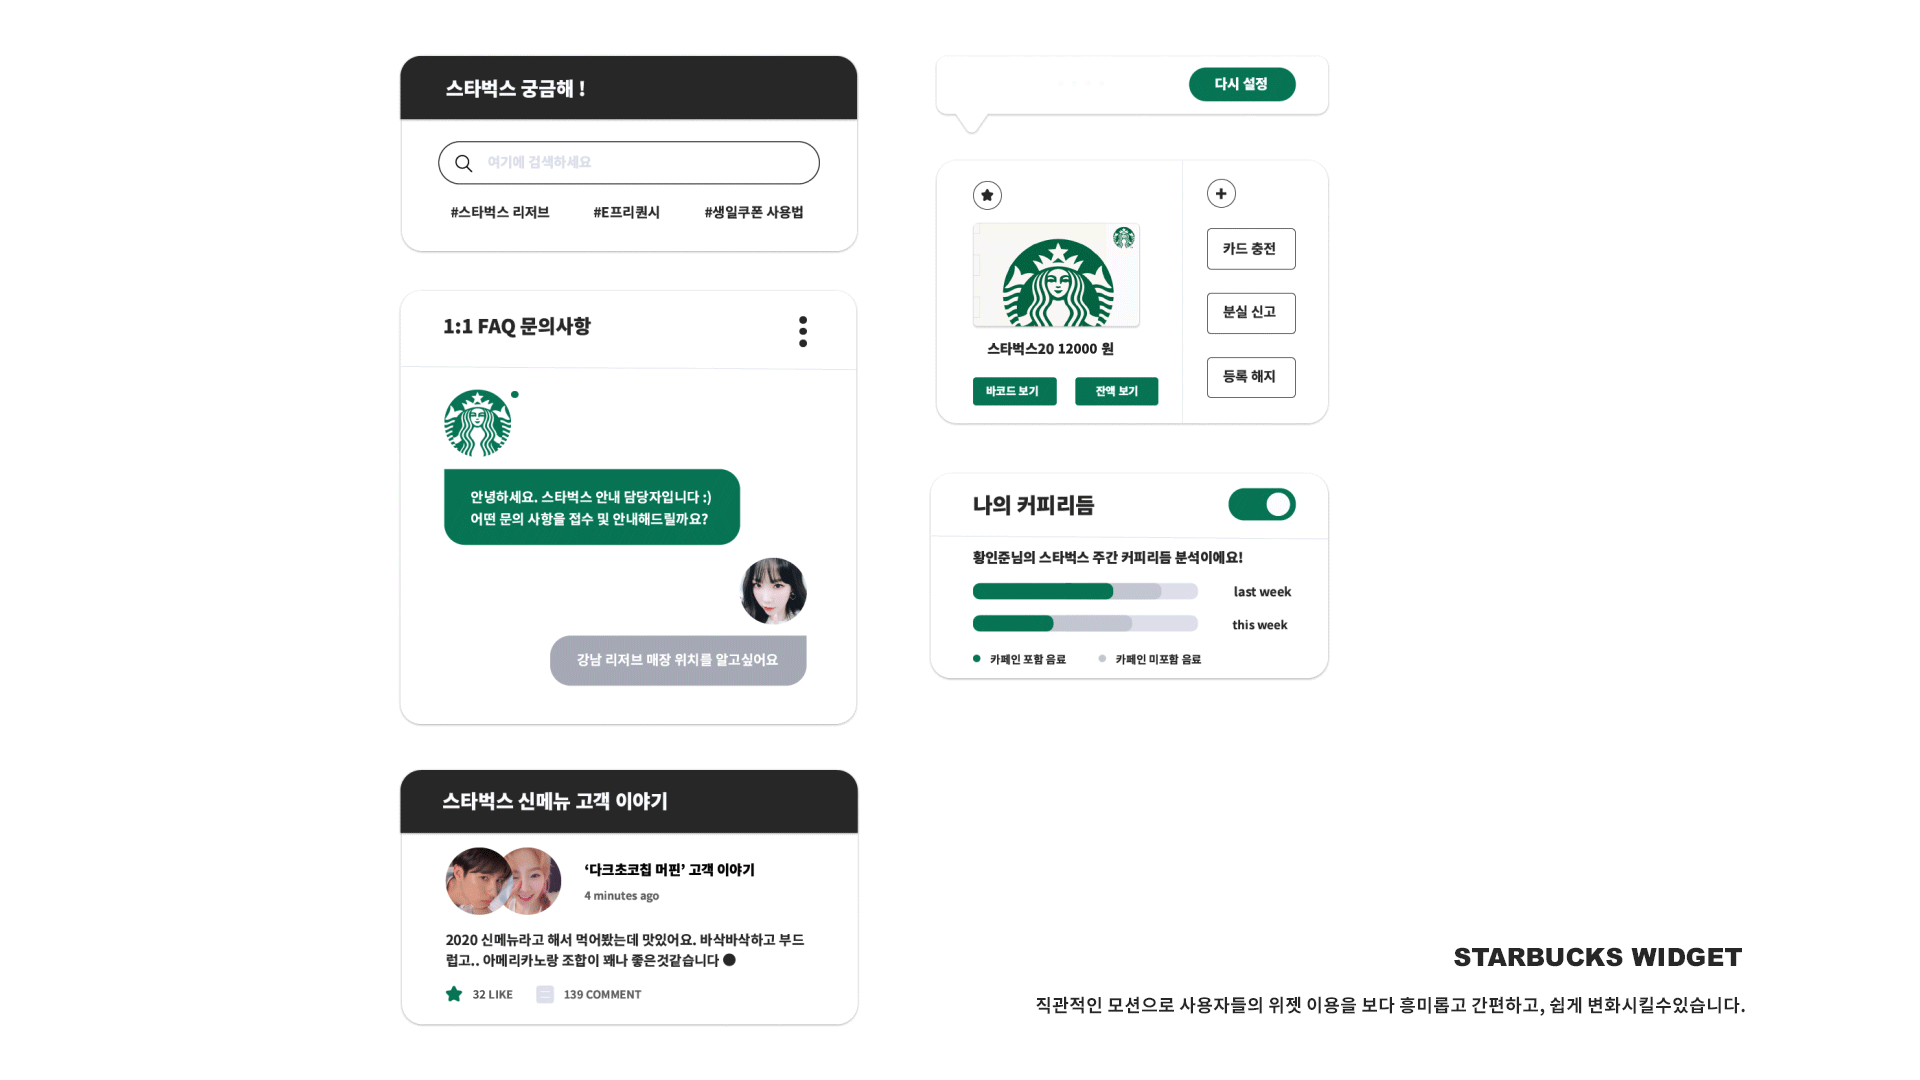 스타벅스 궁금해 !
여기에 검색하세요
#스타벅스 리저브 #E프리퀀시 #생일쿠폰 사용법
1:1 FAQ 문의사항
안녕하세요. 스타벅스 안내 담당자입니다 :)
어떤 문의 사항을 접수 및 안내해드릴까요?
강남 리저브 매장 위치를 알고싶어요
스타벅스 신메뉴 고객 이야기
‘다크초코칩 머핀’ 고객 이야기
4 minutes ago
2020 신메뉴라고 해서 먹어봤는데 맛있어요. 바삭바삭하고 부드
럽고.. 아메리카노랑 조합이 꽤나 좋은것같습니다
32 LIKE 139 COMMENT
다시 설정
스타벅스20 12000 원
바코드 보기 잔액 보기
카드 충전
분실 신고
등록 해지
나의 커피리듬
황인준님의 스타벅스 주간 커피리듬 분석이에요!
last week
this week
카페인 포함 음료 카페인 미포함 음료
STARBUCKS WIDGET
직관적인 모션으로 사용자들의 위젯 이용을 보다 흥미롭고 간편하고, 쉽게 변화시킬수있습니다.